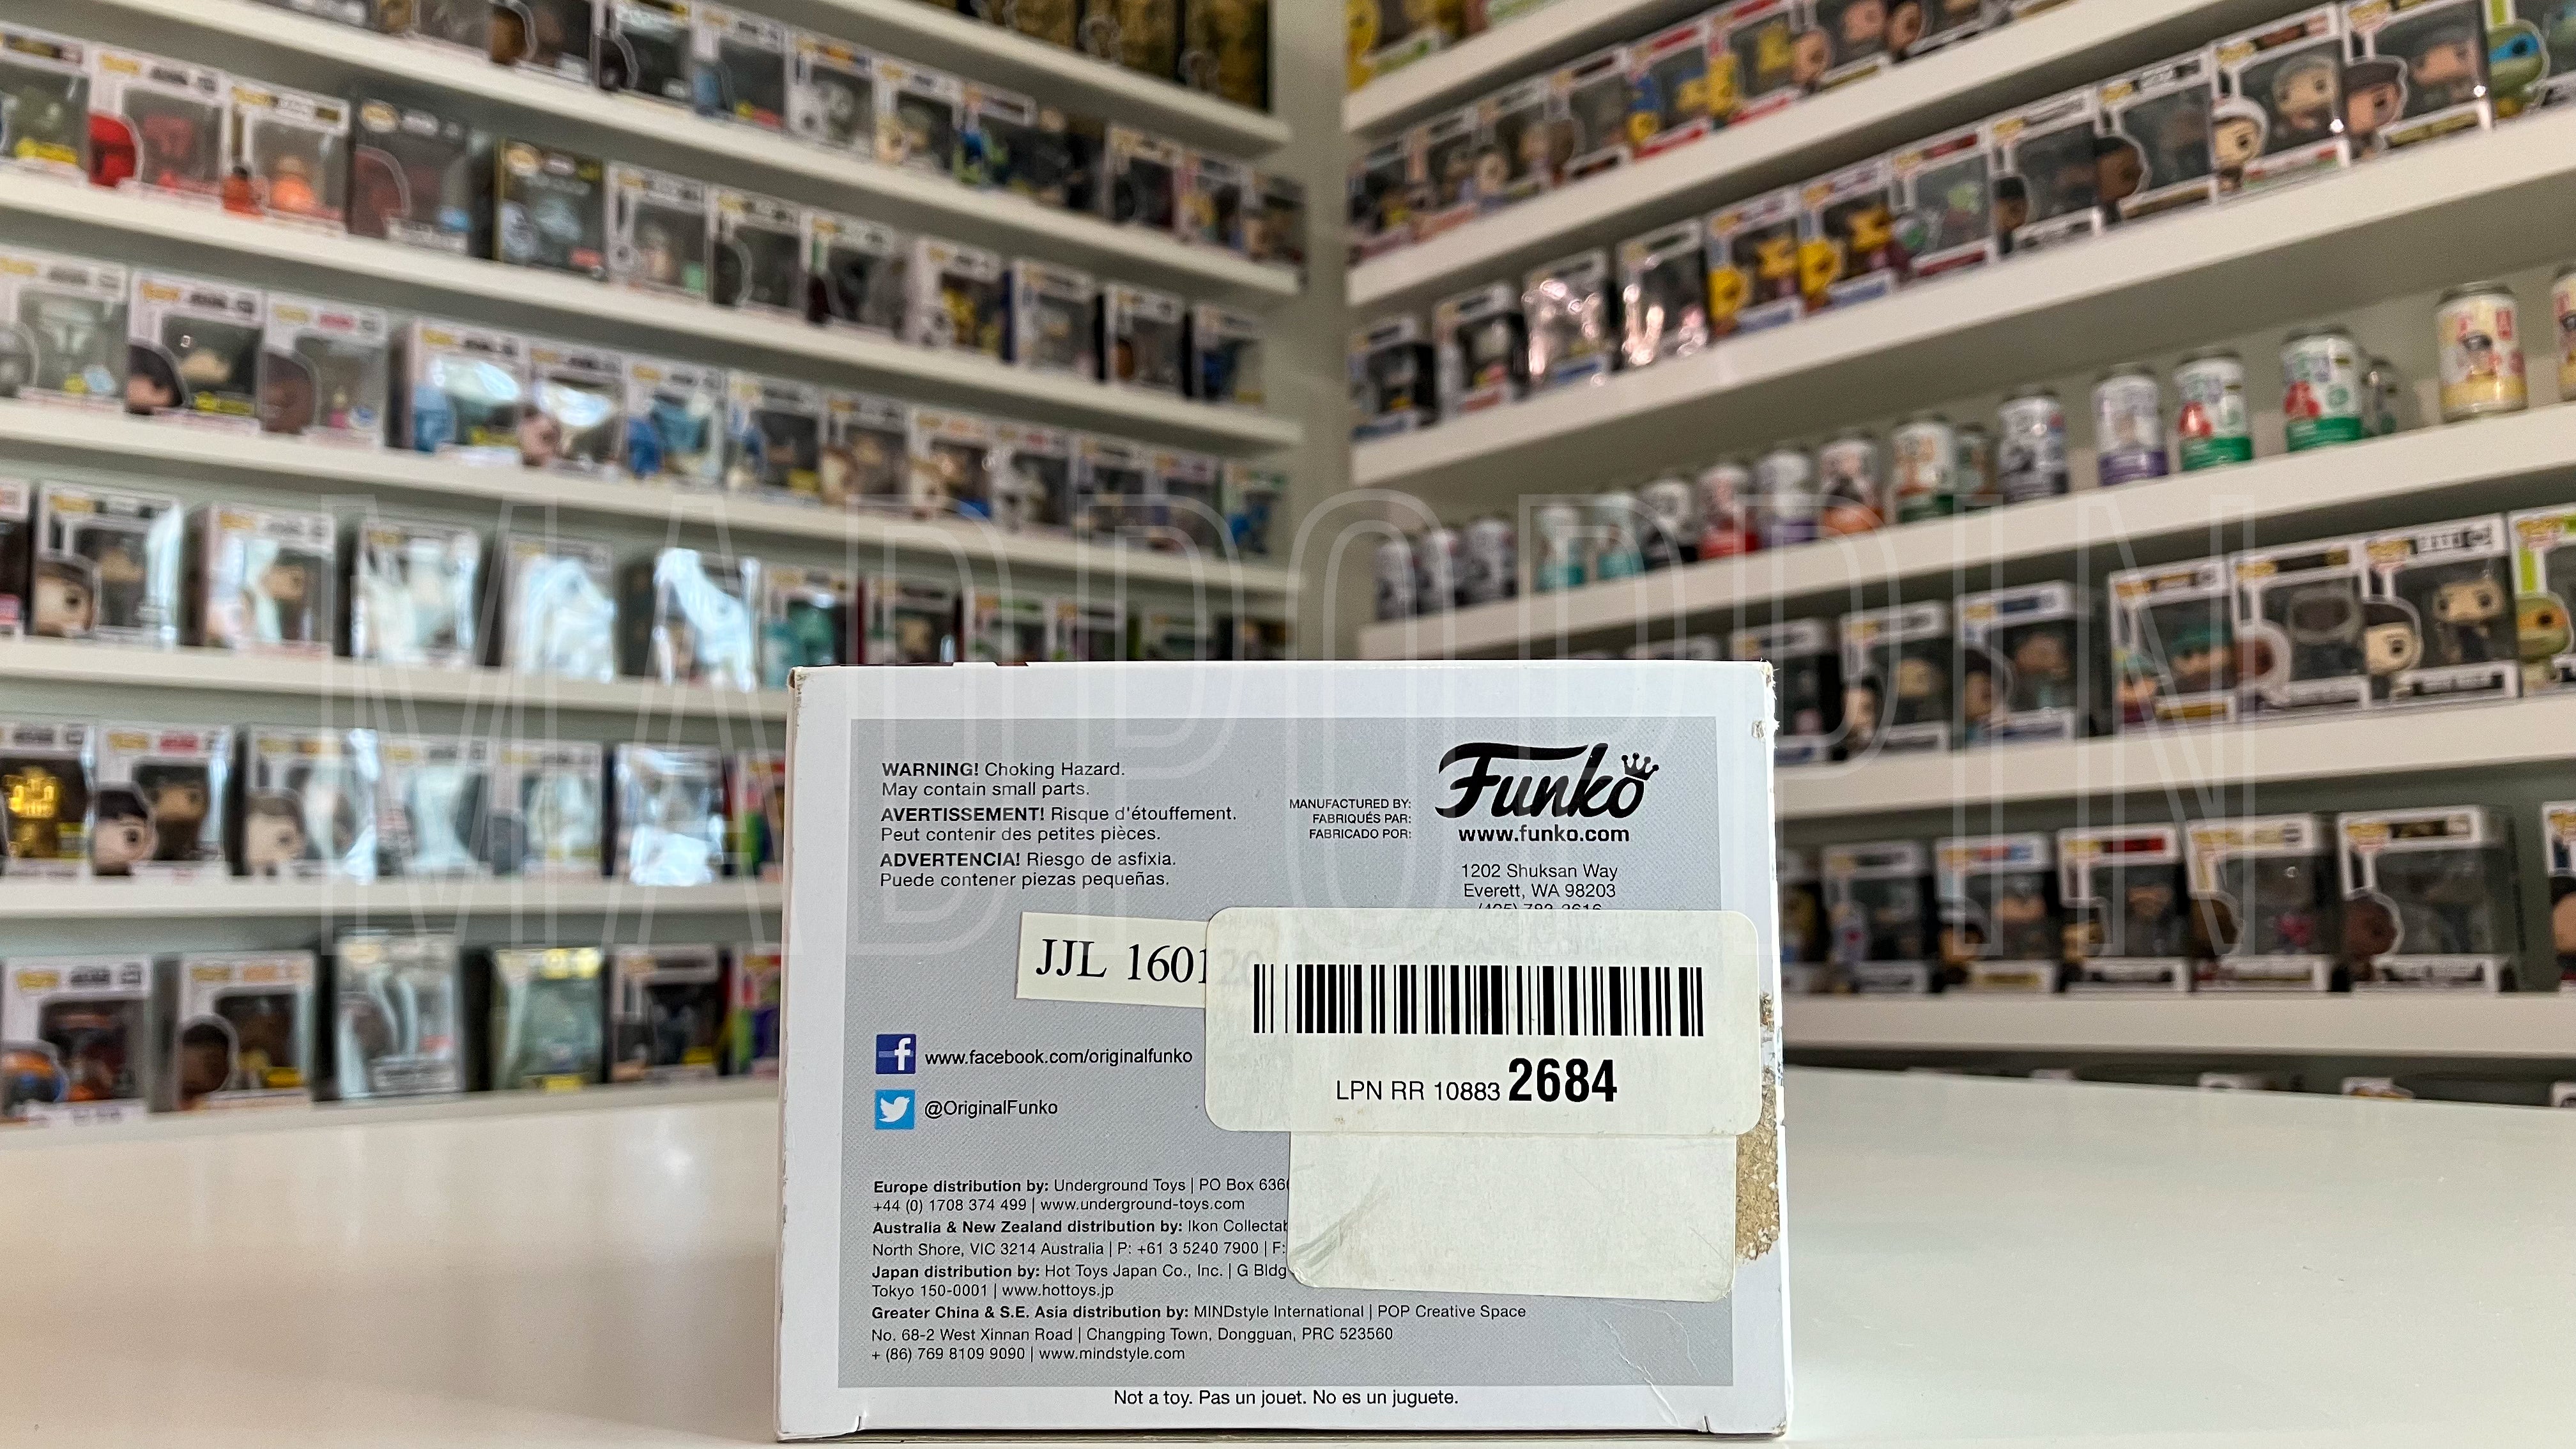 MADPOPPIN
WARNING! Choking Hazard.
May contain small parts.
AVERTISSEMENT! Risque d'étouffement.
Peut contenir des petites pièces.
ADVERTENCIA! Riesgo de asfixia.
Puede contener piezas pequeñas.
MANUFACTURED BY:
FABRIQUÉS PAR:
FABRICADO POR:
Funko
www.funko.com
1202 Shuksan Way
Everett, WA 98203
JJL 160120
LPN RR 10883 2684
www.facebook.com/originalfunko
@OriginalFunko
Europe distribution by: Underground Toys | PO Box
+44 (0) 1708 374 499 | www.underground-toys.com
Australia & New Zealand distribution by: Ikon
North Shore, VIC 3214 Australia | P: +61 3 5240 7900 | F:
Japan distribution by: Hot Toys Japan Co., Inc. | G Bldg
Tokyo 150-0001 | www.hottoys.jp
Greater China & S.E. Asia distribution by: MINDstyle International | POP Creative Space
No. 68-2 West Xinnan Road | Changping Town, Dongguan, PRC 523560
+ (86) 769 8109 9090 | www.mindstyle.com
Not a toy. Pas un jouet. No es un juguete.